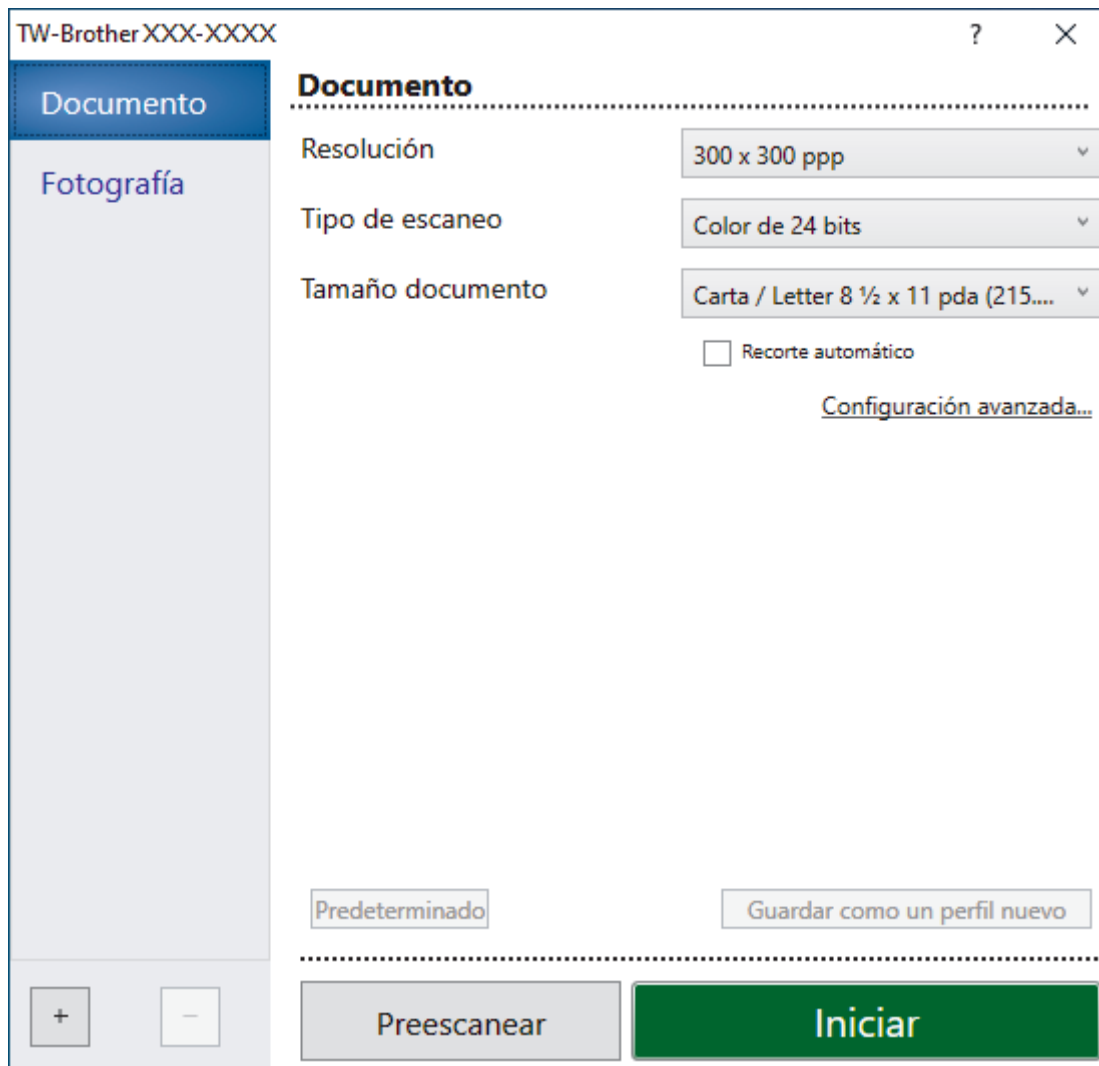 TW-Brother XXX-XXXX
?
Documento
Fotografía
Documento
Resolución
300 x 300 ppp
Tipo de escaneo
Color de 24 bits
Tamaño documento
Carta / Letter 8 ½ x 11 pda (215....
Recorte automático
Configuración avanzada...
Predeterminado
Guardar como un perfil nuevo
+
−
Preescanear
Iniciar